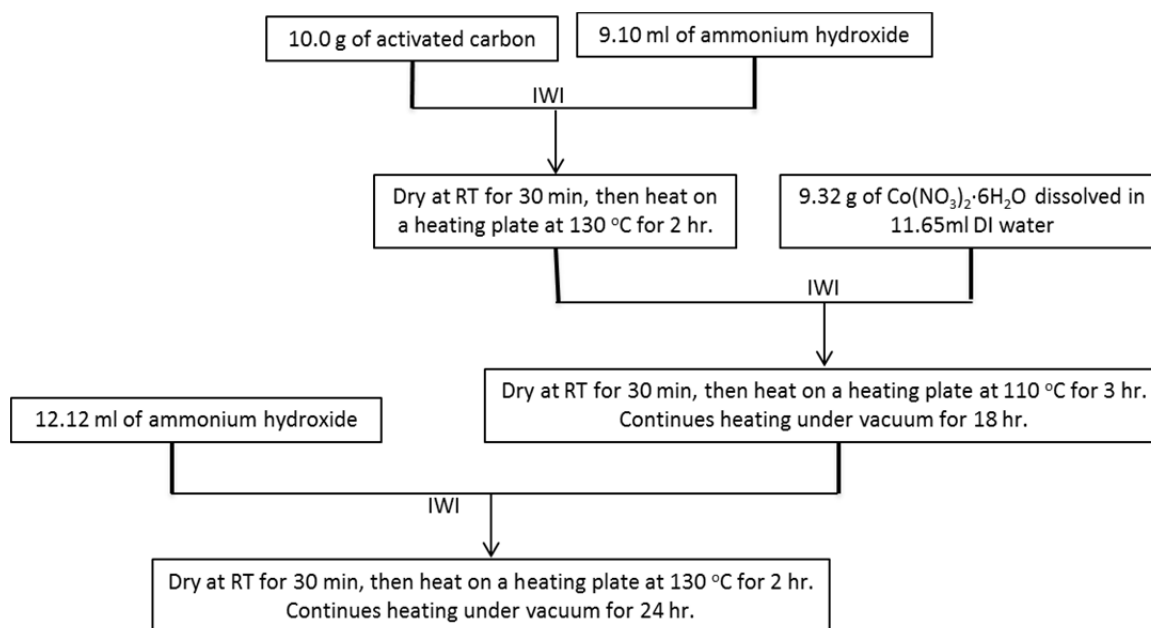 10.0 g of activated carbon
9.10 ml of ammonium hydroxide
IWI
Dry at RT for 30 min, then heat on
a heating plate at 130 °C for 2 hr.
9.32 g of Co(NO₃)₂·6H₂O dissolved in
11.65ml DI water
IWI
Dry at RT for 30 min, then heat on a heating plate at 110 °C for 3 hr.
Continues heating under vacuum for 18 hr.
12.12 ml of ammonium hydroxide
IWI
Dry at RT for 30 min, then heat on a heating plate at 130 °C for 2 hr.
Continues heating under vacuum for 24 hr.